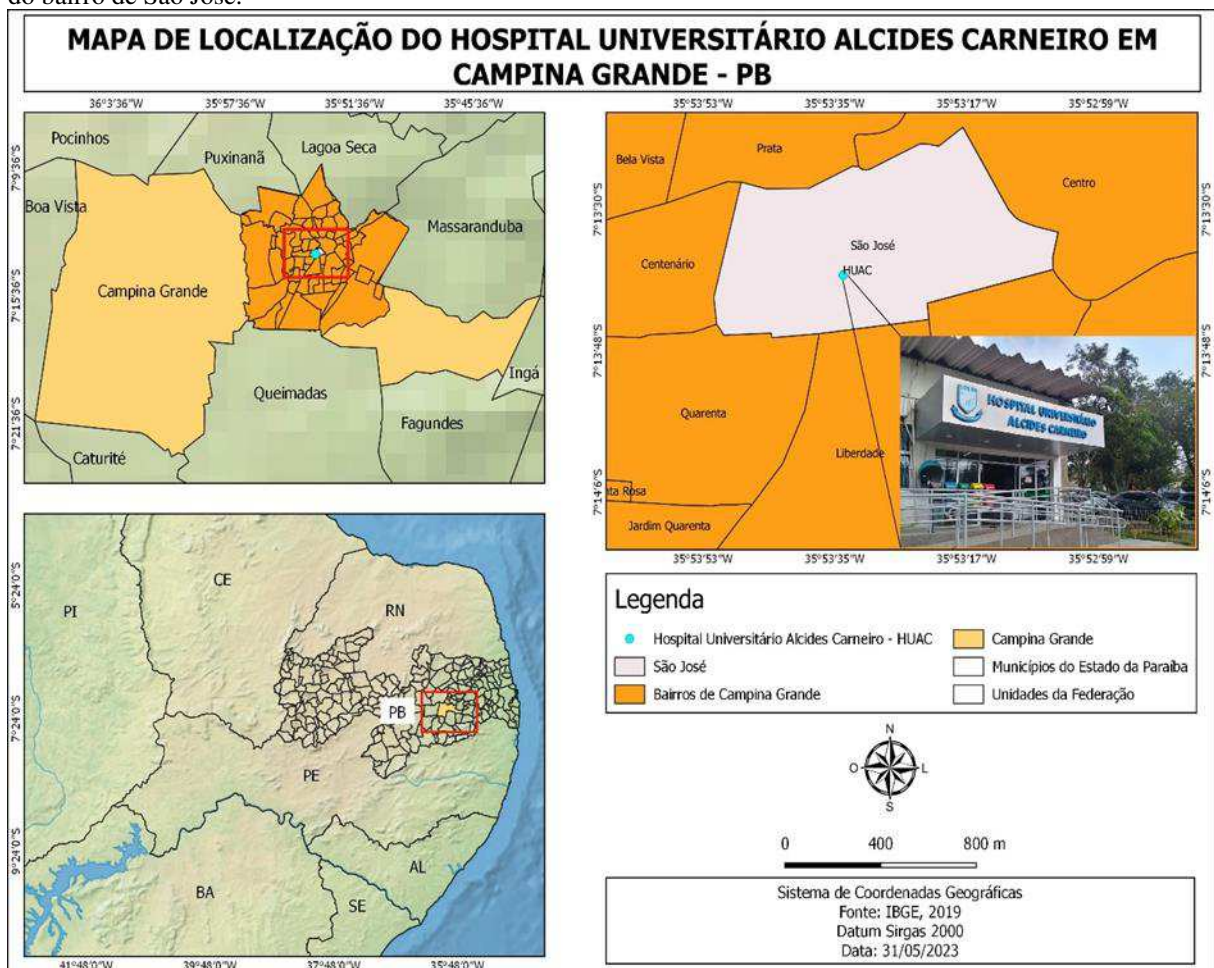 do bairro de São José.
MAPA DE LOCALIZAÇÃO DO HOSPITAL UNIVERSITÁRIO ALCIDES CARNEIRO EM
CAMPINA GRANDE - PB
36°3'36"W 35°57'36"W 35°51'36"W 35°45'36"W
7°9'36"S
7°15'36"S
7°21'36"S
Pocinhos
Puxinanã
Lagoa Seca
Boa Vista
Massaranduba
Campina Grande
Ingá
Queimadas
Fagundes
Caturité
35°53'53"W 35°53'35"W 35°53'17"W 35°52'59"W
7°13'30"S
7°13'48"S
7°14'6"S
7°13'30"S
7°13'48"S
7°14'6"S
Bela Vista
Prata
Centro
São José
Centenário
HUAC
Quarenta
Liberdade
nta Rosa
Jardim Quarenta
HOSPITAL UNIVERSITÁRIO
ALCIDES CARNEIRO
35°53'53"W 35°53'35"W 35°53'17"W 35°52'59"W
5°24'0"S
7°24'0"S
9°24'0"S
CE
PI
RN
PB
PE
AL
BA
SE
41°48'0"W 39°48'0"W 37°48'0"W 35°48'0"W
Legenda
Hospital Universitário Alcides Carneiro - HUAC
São José
Bairros de Campina Grande
Campina Grande
Municípios do Estado da Paraíba
Unidades da Federação
N
O L
S
0 400 800 m
Sistema de Coordenadas Geográficas
Fonte: IBGE, 2019
Datum Sirgas 2000
Data: 31/05/2023